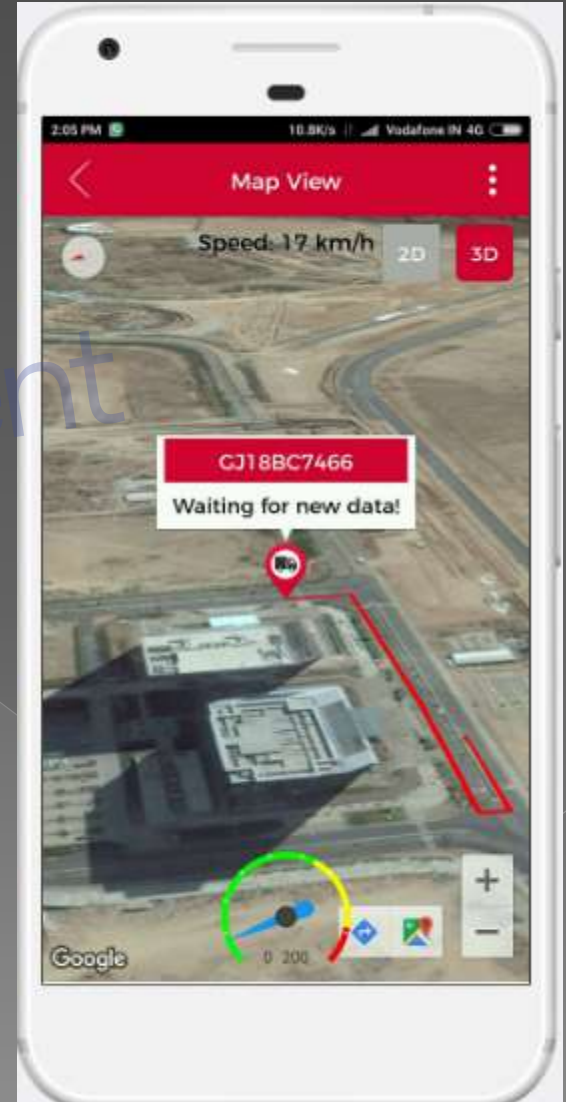 2:05 PM 10.8K/s Vodafone IN 4G
Map View
Speed: 17 km/h
2D 3D
ent
GJ18BC7466
Waiting for new data!
+
0 200
−
Google